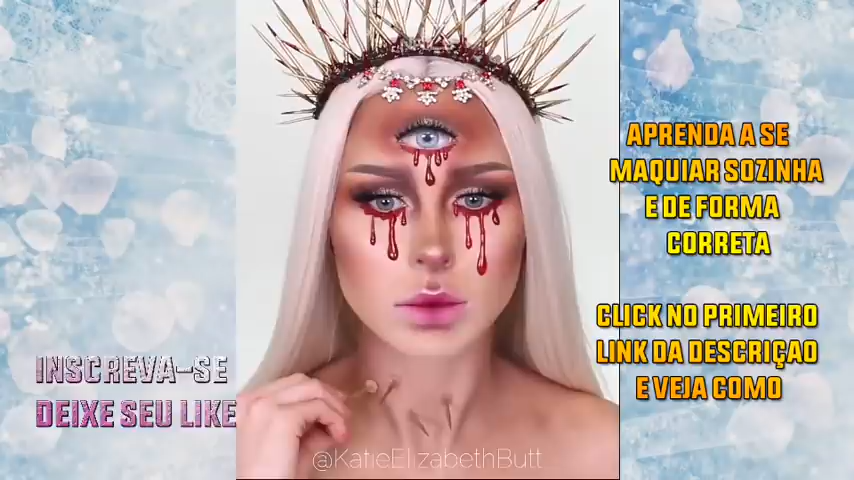 INSCREVA-SE
DEIXE SEU LIKE
@KatieElizabethButt
APRENDA A SE
MAQUIAR SOZINHA
E DE FORMA
CORRETA
CLICK NO PRIMEIRO
LINK DA DESCRIÇAO
E VEJA COMO